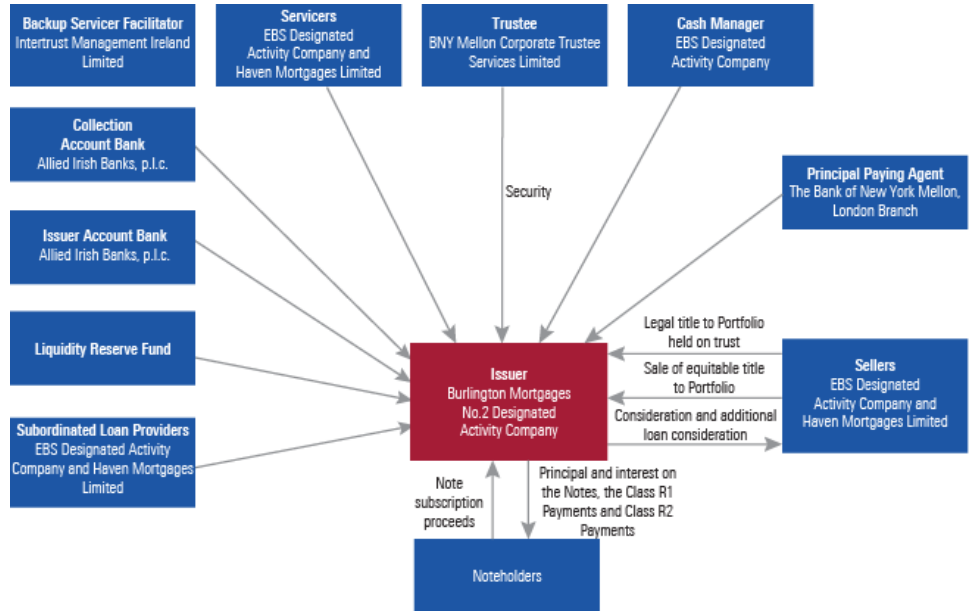 Backup Servicer Facilitator
Intertrust Management Ireland
Limited
Servicers
EBS Designated
Activity Company and
Haven Mortgages Limited
Trustee
BNY Mellon Corporate Trustee
Services Limited
Cash Manager
EBS Designated
Activity Company
Collection
Account Bank
Allied Irish Banks, p.l.c.
Security
Principal Paying Agent
The Bank of New York Mellon,
London Branch
Issuer Account Bank
Allied Irish Banks, p.l.c.
Liquidity Reserve Fund
Issuer
Burlington Mortgages
No.2 Designated
Activity Company
Legal title to Portfolio
held on trust
Sale of equitable title
to Portfolio
Consideration and additional
loan consideration
Sellers
EBS Designated
Activity Company and
Haven Mortgages Limited
Subordinated Loan Providers
EBS Designated Activity
Company and Haven Mortgages
Limited
Note
subscription
proceeds
Principal and interest on
the Notes, the Class R1
Payments and Class R2
Payments
Noteholders